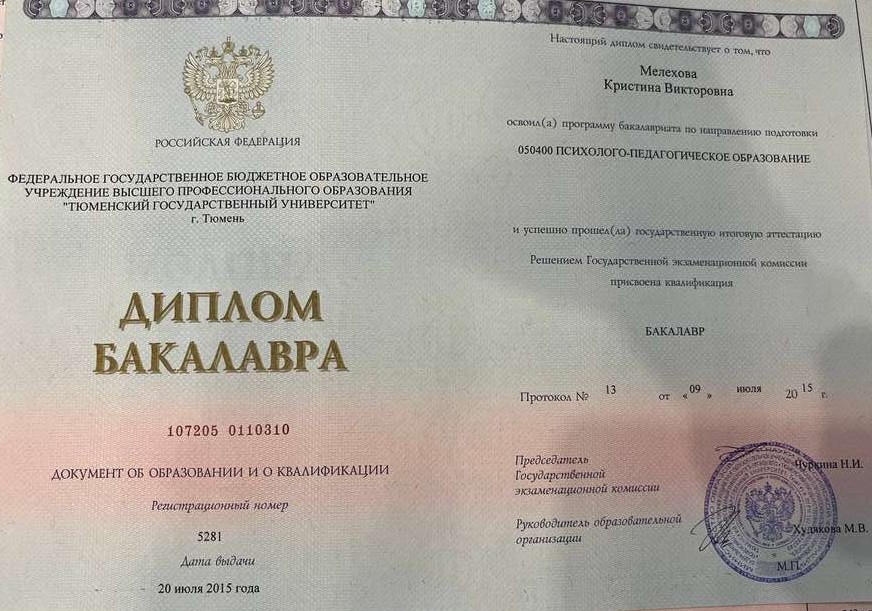 РОССИЙСКАЯ ФЕДЕРАЦИЯ
ФЕДЕРАЛЬНОЕ ГОСУДАРСТВЕННОЕ БЮДЖЕТНОЕ ОБРАЗОВАТЕЛЬНОЕ
УЧРЕЖДЕНИЕ ВЫСШЕГО ПРОФЕССИОНАЛЬНОГО ОБРАЗОВАНИЯ
"ТЮМЕНСКИЙ ГОСУДАРСТВЕННЫЙ УНИВЕРСИТЕТ"
г. Тюмень
ДИПЛОМ
БАКАЛАВРА
107205 0110310
ДОКУМЕНТ ОБ ОБРАЗОВАНИИ И О КВАЛИФИКАЦИИ
Регистрационный номер
5281
Дата выдачи
20 июля 2015 года
Настоящий диплом свидетельствует о том, что
Мелехова
Кристина Викторовна
освоил(а) программу бакалавриата по направлению подготовки
050400 ПСИХОЛОГО-ПЕДАГОГИЧЕСКОЕ ОБРАЗОВАНИЕ
и успешно прошел(ла) государственную итоговую аттестацию
Решением Государственной экзаменационной комиссии
присвоена квалификация
БАКАЛАВР
Протокол № 13 от « 09 » июля 20 15 г.
Председатель
Государственной
экзаменационной комиссии
Чуркина Н.И.
Руководитель образовательной
организации
Худякова М.В.
М.П.